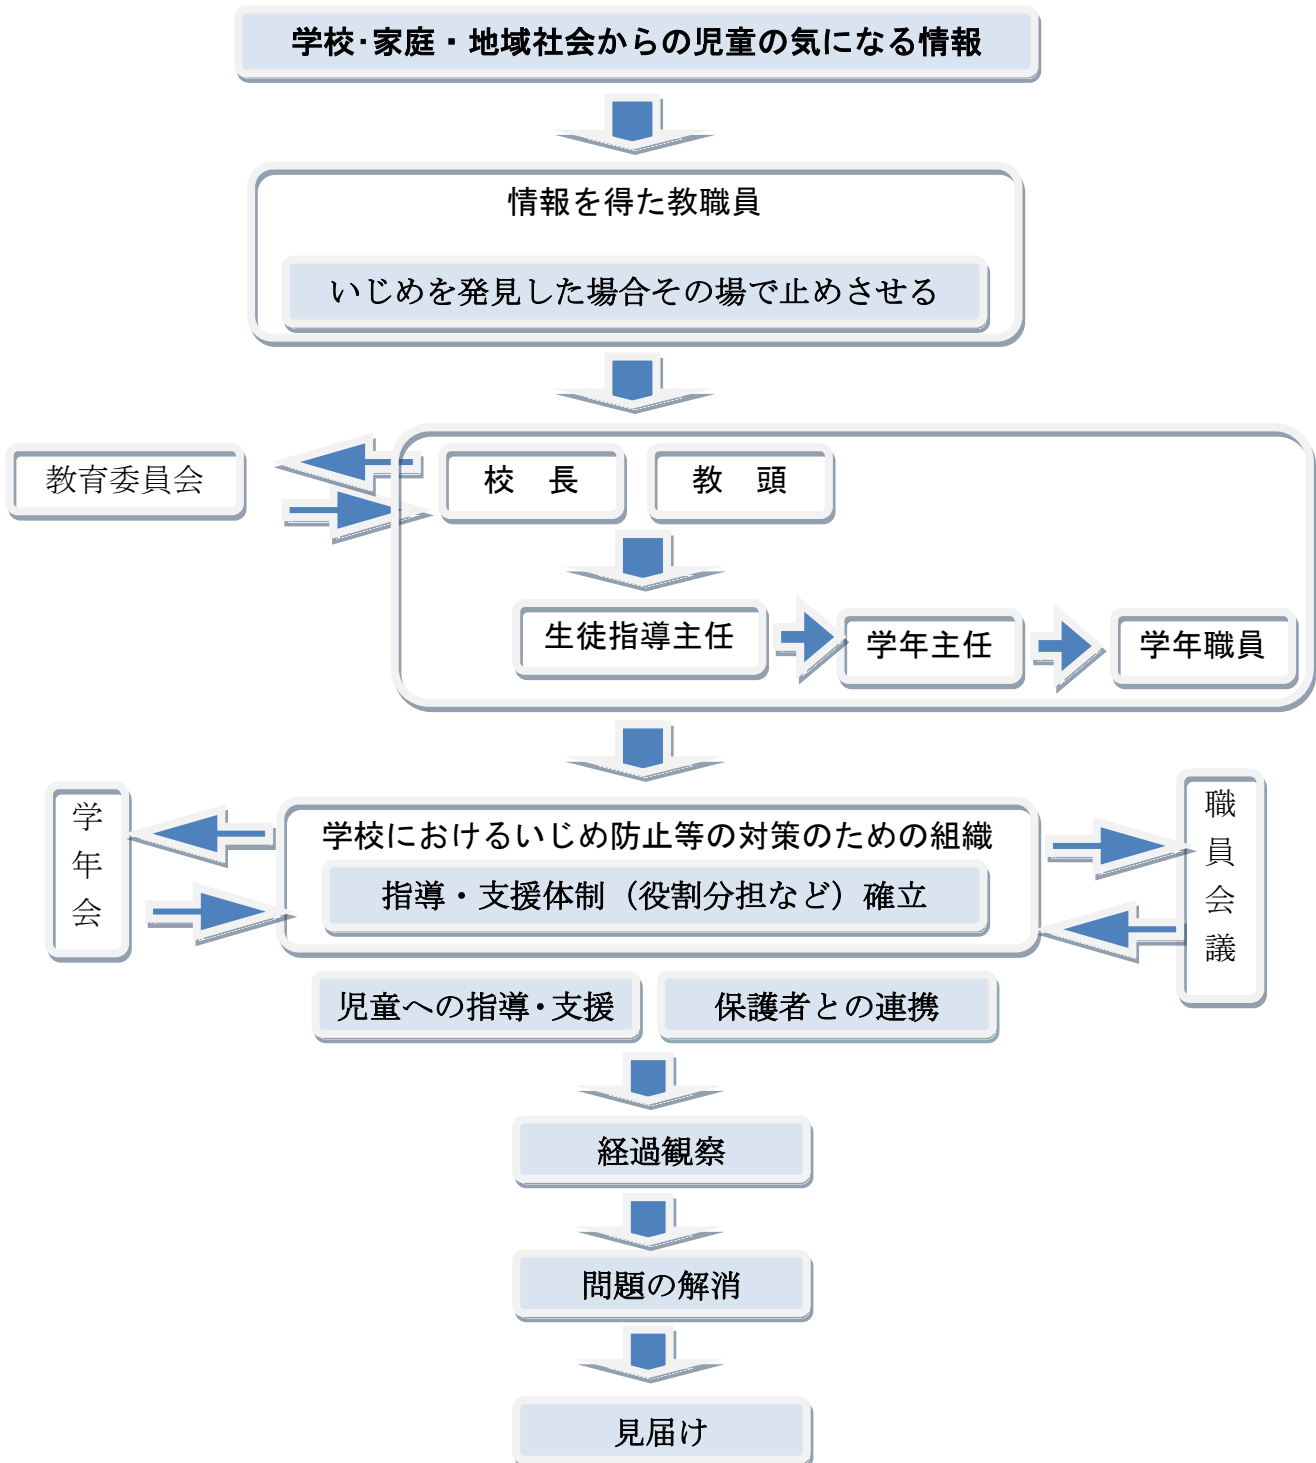 学校･家庭・地域社会からの児童の気になる情報
情報を得た教職員
いじめを発見した場合その場で止めさせる
教育委員会
校　長
教　頭
生徒指導主任
学年主任
学年職員
学年会
学校におけるいじめ防止等の対策のための組織
指導・支援体制（役割分担など）確立
職員会議
児童への指導･支援
保護者との連携
経過観察
問題の解消
見届け